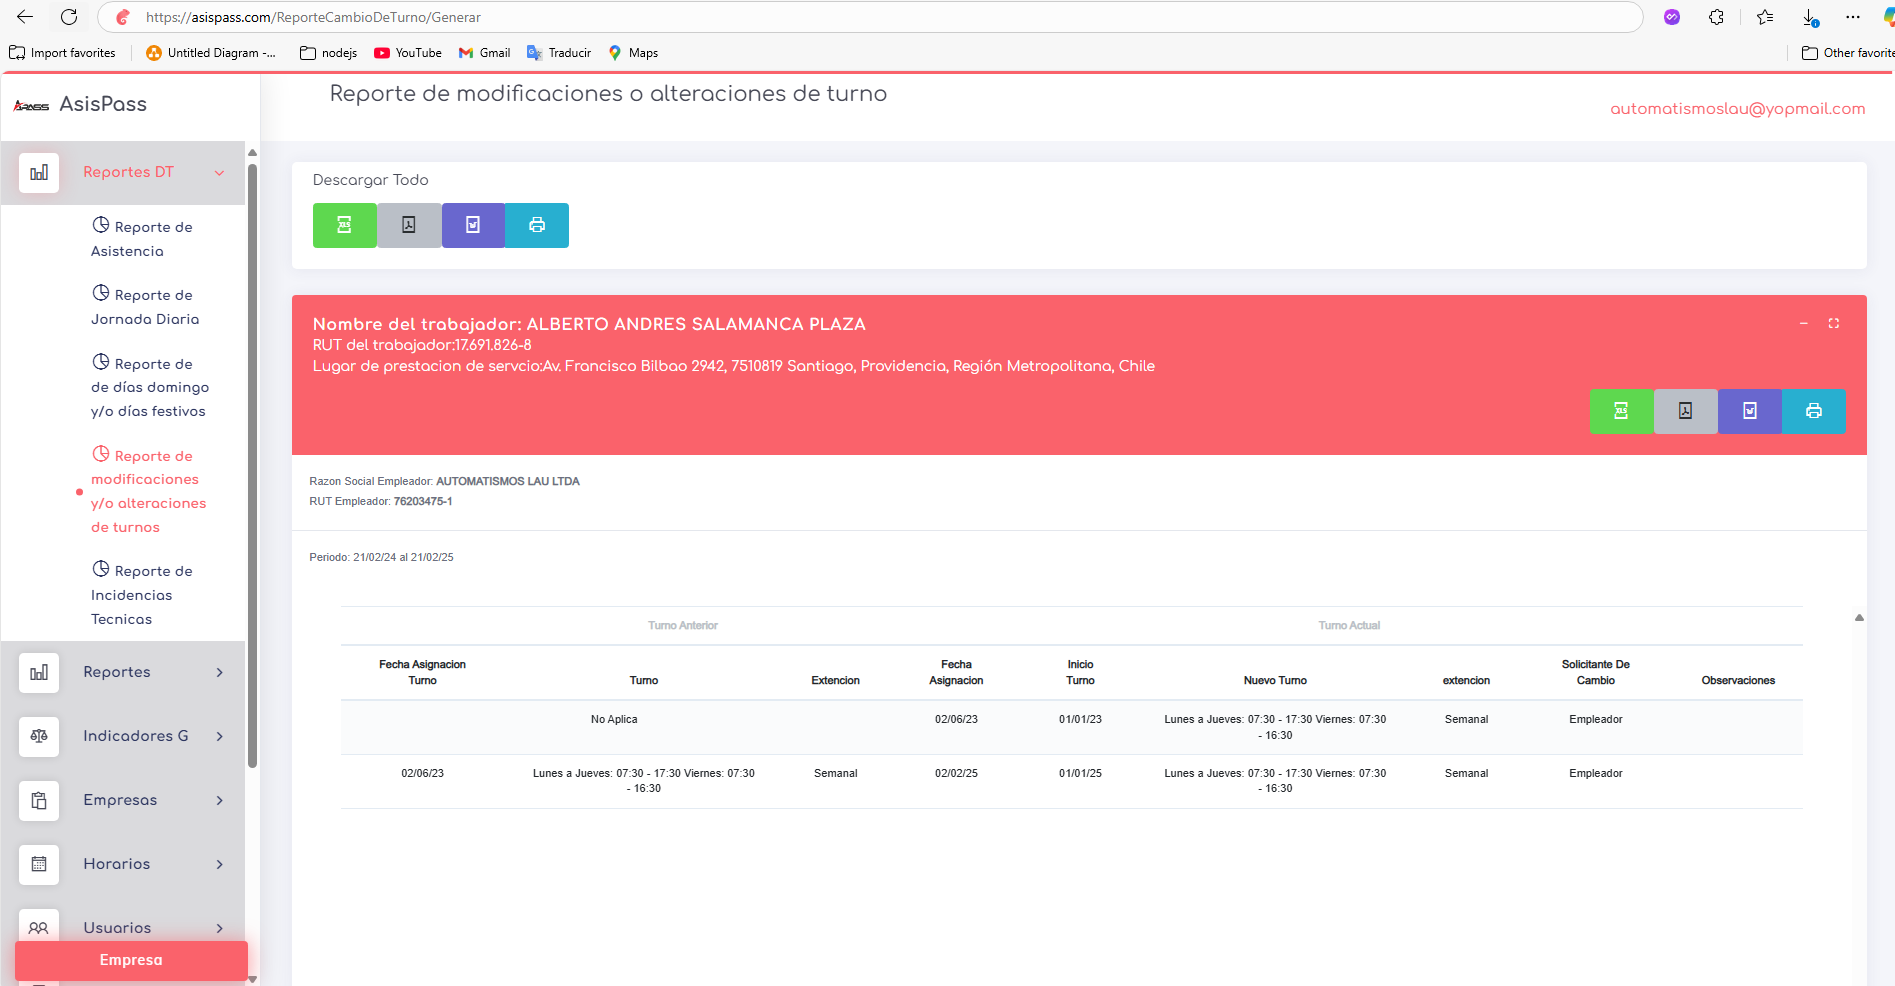 https://asispass.com/ReporteCambioDeTurno/Generar
Import favorites
Untitled Diagram -...
nodejs
YouTube
Gmail
Traducir
Maps
Other favorite
AsisPass
Reporte de modificaciones o alteraciones de turno
automatismoslau@yopmail.com
Reportes DT
Reporte de
Asistencia
Reporte de
Jornada Diaria
Reporte de
de días domingo
y/o días festivos
Reporte de
modificaciones
y/o alteraciones
de turnos
Reporte de
Incidencias
Tecnicas
Reportes
Indicadores G
Empresas
Horarios
Usuarios
Empresa
Descargar Todo
XLS
Nombre del trabajador: ALBERTO ANDRES SALAMANCA PLAZA
RUT del trabajador:17.691.826-8
Lugar de prestacion de servcio:Av. Francisco Bilbao 2942, 7510819 Santiago, Providencia, Región Metropolitana, Chile
XLS
Razon Social Empleador: AUTOMATISMOS LAU LTDA
RUT Empleador: 76203475-1
Periodo: 21/02/24 al 21/02/25
Turno Anterior
Turno Actual
Fecha Asignacion
Turno
Turno
Extencion
Fecha
Asignacion
Inicio
Turno
Nuevo Turno
extencion
Solicitante De
Cambio
Observaciones
No Aplica
02/06/23
01/01/23
Lunes a Jueves: 07:30 - 17:30 Viernes: 07:30
- 16:30
Semanal
Empleador
02/06/23
Lunes a Jueves: 07:30 - 17:30 Viernes: 07:30
- 16:30
Semanal
02/02/25
01/01/25
Lunes a Jueves: 07:30 - 17:30 Viernes: 07:30
- 16:30
Semanal
Empleador